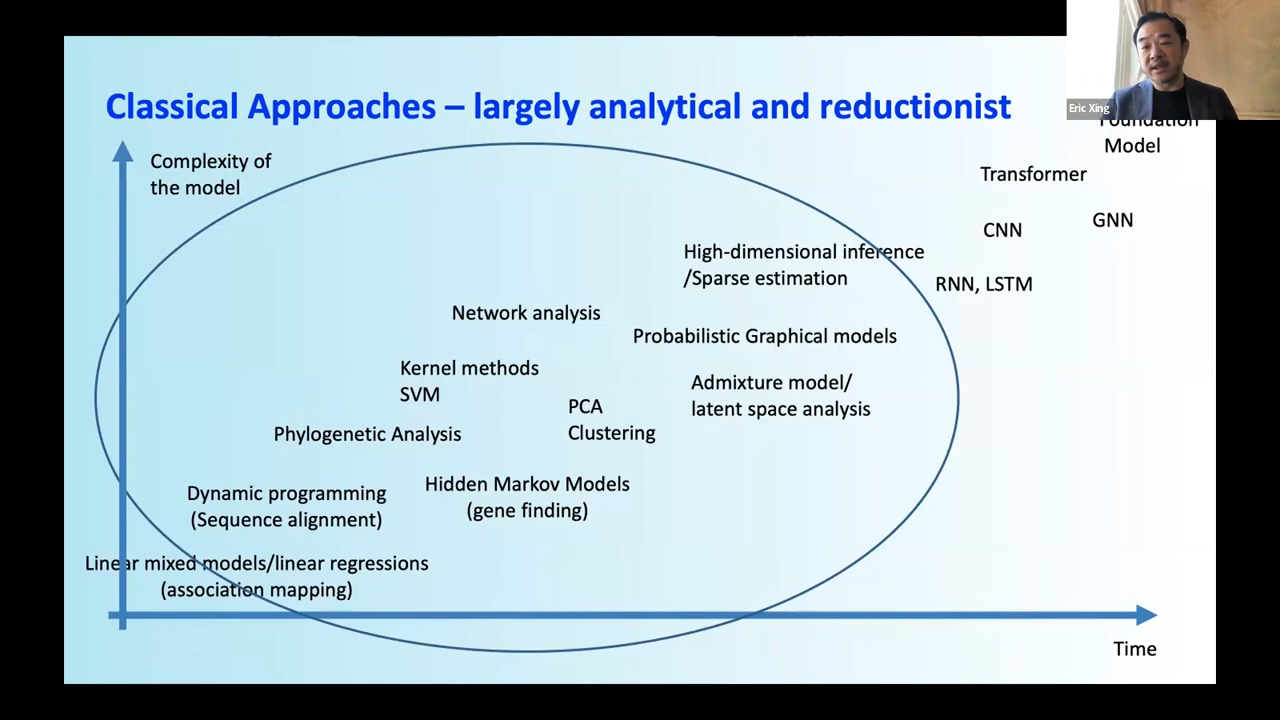 Classical Approaches – largely analytical and reductionist
Eric Xing
Foundation
Model
Complexity of
the model
Transformer
GNN
CNN
High-dimensional inference
/Sparse estimation
RNN, LSTM
Network analysis
Probabilistic Graphical models
Kernel methods
SVM
Admixture model/
latent space analysis
PCA
Clustering
Phylogenetic Analysis
Hidden Markov Models
(gene finding)
Dynamic programming
(Sequence alignment)
Linear mixed models/linear regressions
(association mapping)
Time